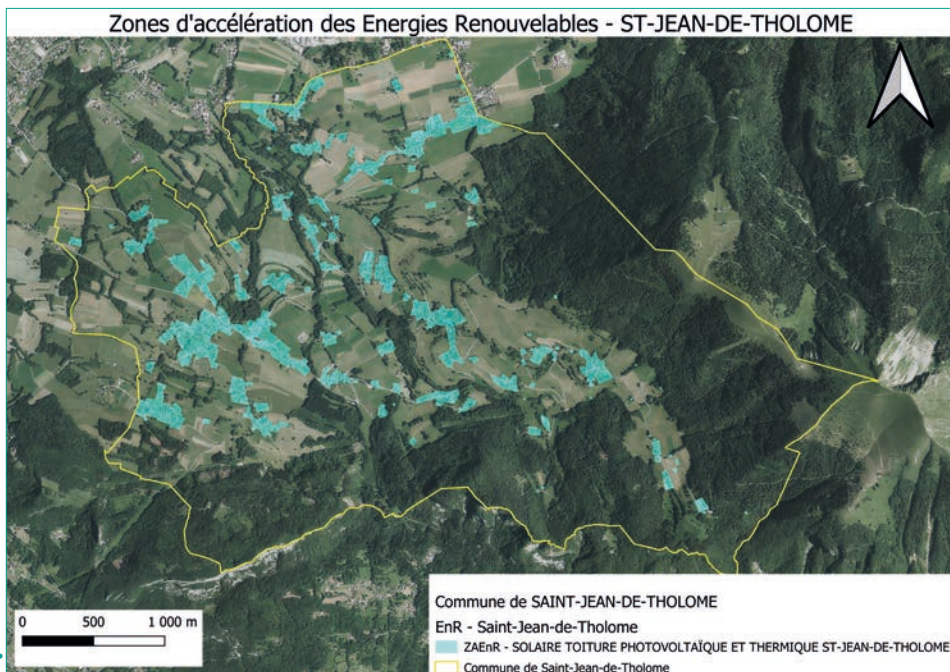 Zones d'accélération des Energies Renouvelables - ST-JEAN-DE-THOLOME
Commune de SAINT-JEAN-DE-THOLOME
EnR - Saint-Jean-de-Tholome
ZAEnR - SOLAIRE TOITURE PHOTOVOLTAÏQUE ET THERMIQUE ST-JEAN-DE-THOLOME
Commune de Saint-Jean-de-Tholome
0 500 1 000 m